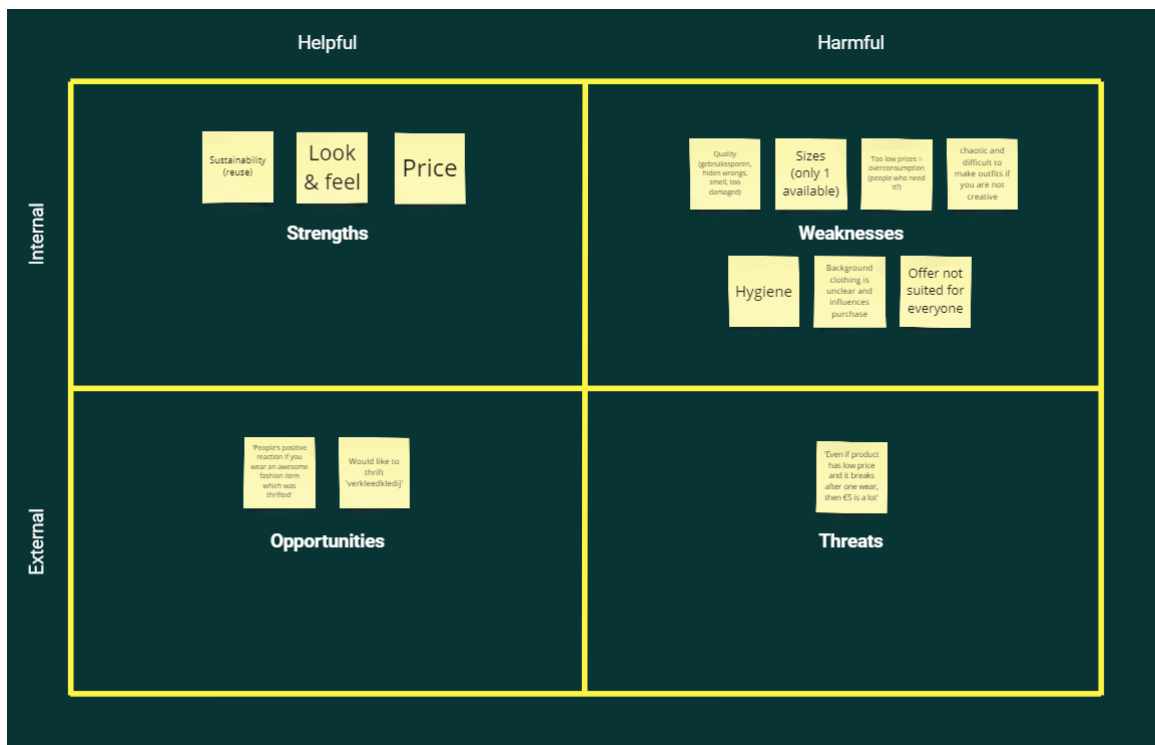 Helpful
Harmful
Internal
Sustainability
(reuse)
Look
& feel
Price
Strengths
Quality
(gebruikssporen,
hiden wrongs,
smell, too
damaged)
Sizes
(only 1
available)
Too low prices =
overconsumption
(people who need
it?)
chaotic and
difficult to
make outfits if
you are not
creative
Weaknesses
Hygiene
Background
clothing is
unclear and
influences
purchase
Offer not
suited for
everyone
External
'People's positive
reaction if you
wear an awesome
fashion item
which was
thrifted'
Would like to
thrift
'verkleedkledij'
Opportunities
'Even if product
has low price
and it breaks
after one wear,
then €5 is a lot'
Threats